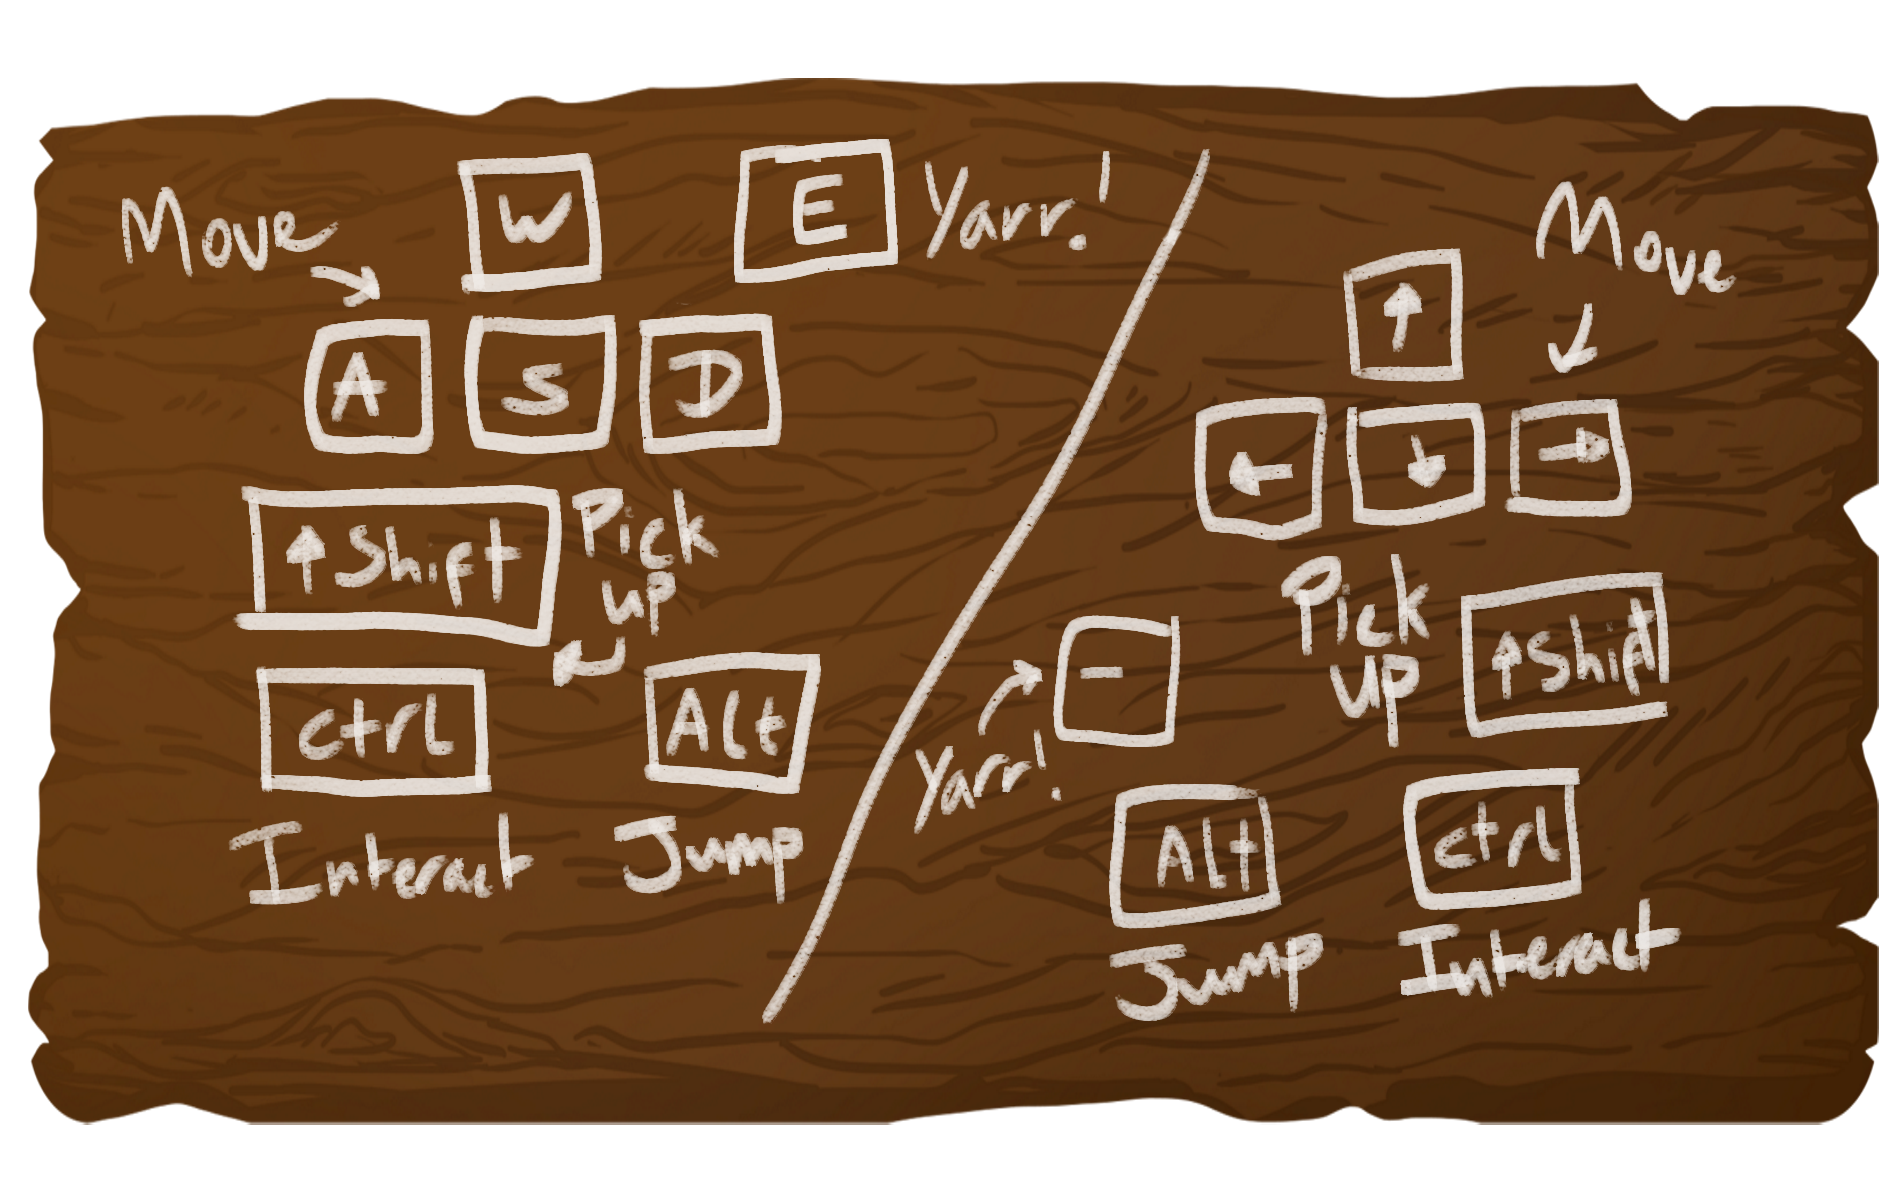 Move
W
E
Yarr!
A
S
D
↑ Shift
Pick
up
Ctrl
Alt
Interact
Jump
Move
↑
←
↓
→
Pick
up
↑ Shift
-
Yarr!
Alt
Ctrl
Jump
Interact